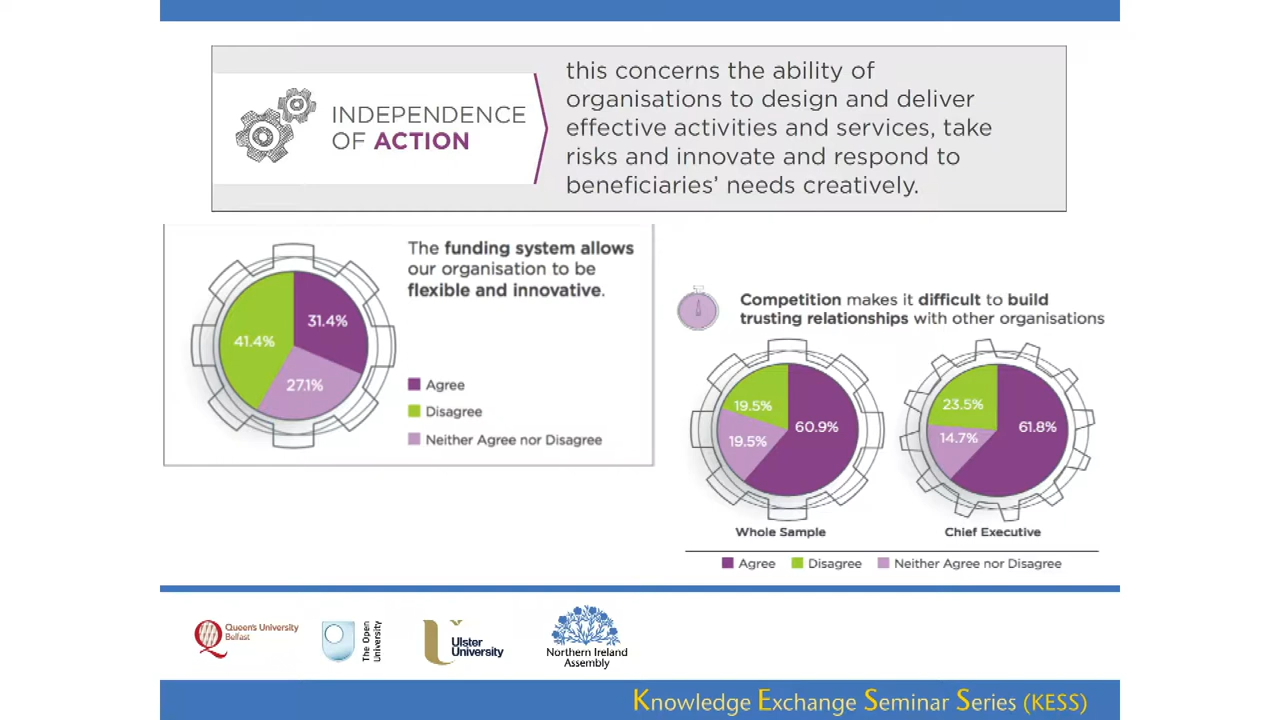 INDEPENDENCE
OF ACTION
this concerns the ability of
organisations to design and deliver
effective activities and services, take
risks and innovate and respond to
beneficiaries’ needs creatively.
The funding system allows
our organisation to be
flexible and innovative.
31.4%
41.4%
27.1%
Agree
Disagree
Neither Agree nor Disagree
Competition makes it difficult to build
trusting relationships with other organisations
19.5%
60.9%
19.5%
Whole Sample
23.5%
61.8%
14.7%
Chief Executive
Agree Disagree Neither Agree nor Disagree
Queen's University
Belfast
The Open
University
Ulster
University
Northern Ireland
Assembly
Knowledge Exchange Seminar Series (KESS)